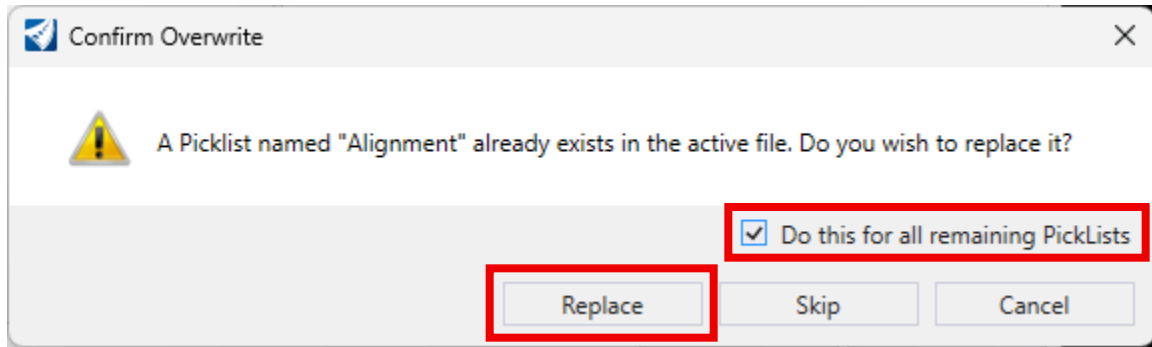 Confirm Overwrite
A Picklist named "Alignment" already exists in the active file. Do you wish to replace it?
Do this for all remaining PickLists
Replace Skip Cancel